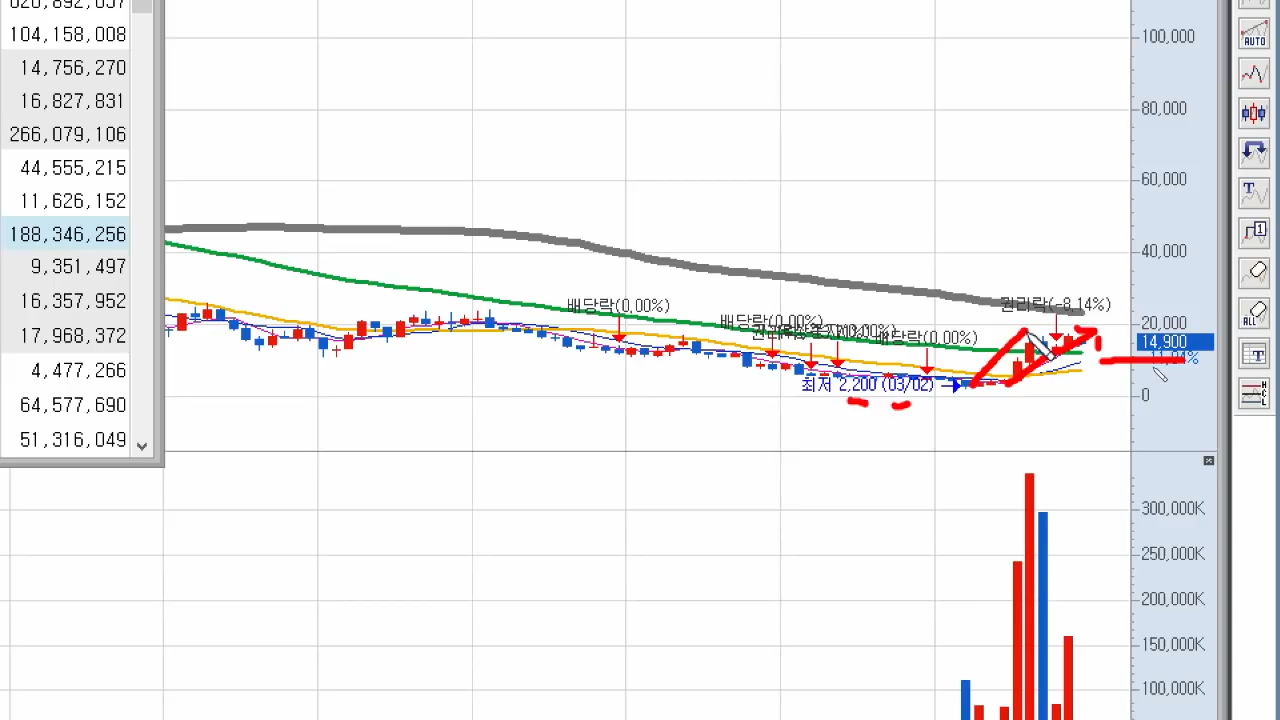 104,158,008
14,756,270
16,827,831
266,079,106
44,555,215
11,626,152
188,346,256
9,351,497
16,357,952
17,968,372
4,477,266
64,577,690
51,316,049
배당락(0.00%)
배당락(0.00%)
배당락(0.00%)
권리락(-8.14%)
최저 2,200 (03/02)
100,000
80,000
60,000
40,000
20,000
14,900
0
300,000K
250,000K
200,000K
150,000K
100,000K
AUTO
T
1
ALL
T
H
C
L